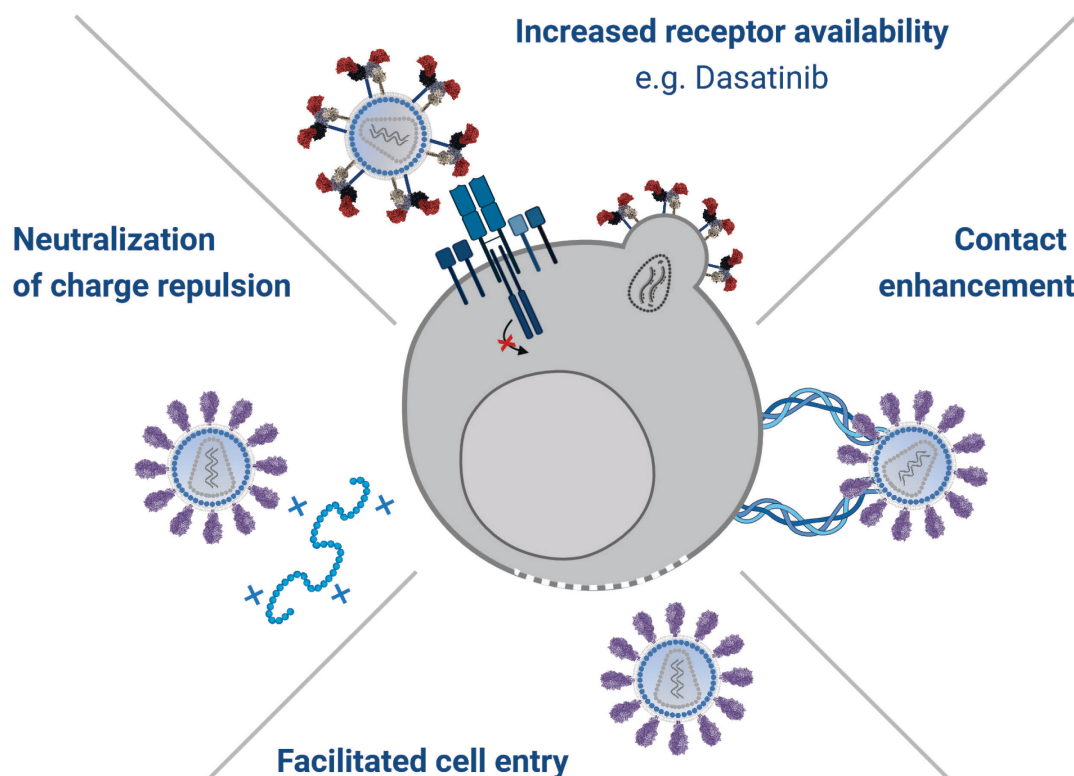 Increased receptor availability
e.g. Dasatinib
Neutralization
of charge repulsion
Contact
enhancement
Facilitated cell entry